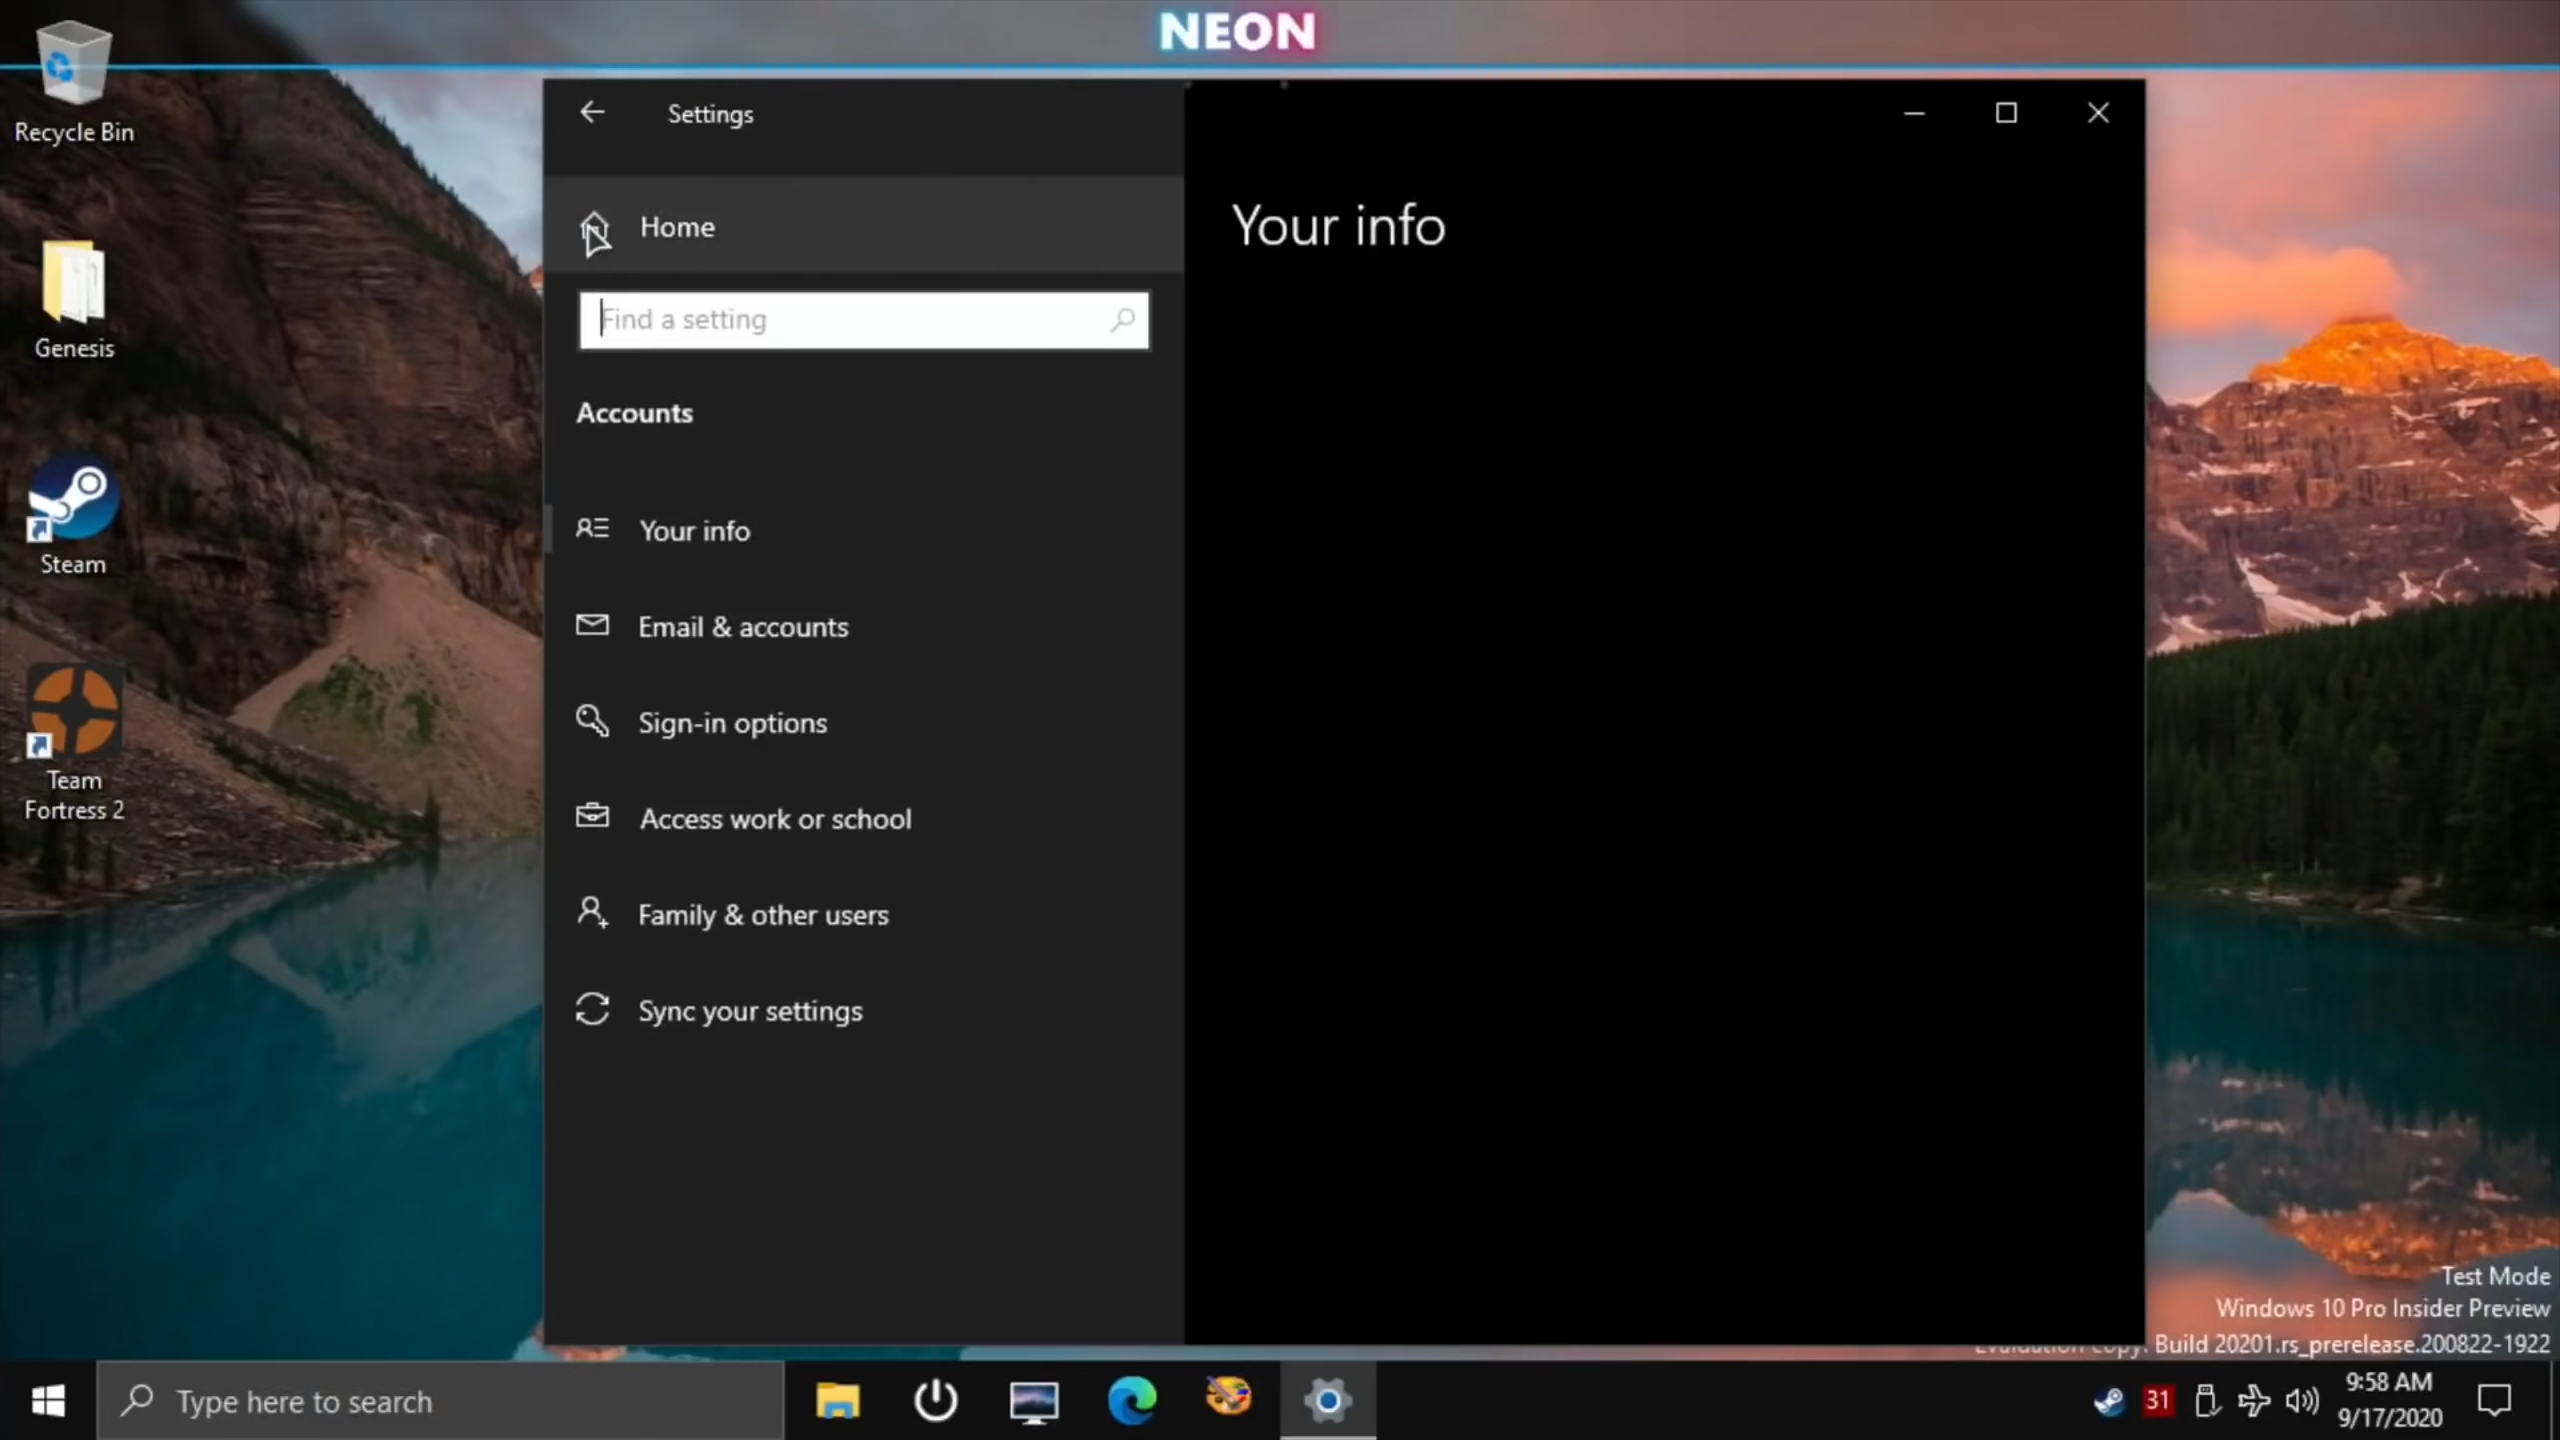 NEON
Recycle Bin
Genesis
Steam
Team
Fortress 2
Settings
Home
Find a setting
Accounts
Your info
Email & accounts
Sign-in options
Access work or school
Family & other users
Sync your settings
Your info
Test Mode
Windows 10 Pro Insider Preview
Evaluation copy. Build 20201.rs_prerelease.200822-1922
Type here to search
31
9:58 AM
9/17/2020